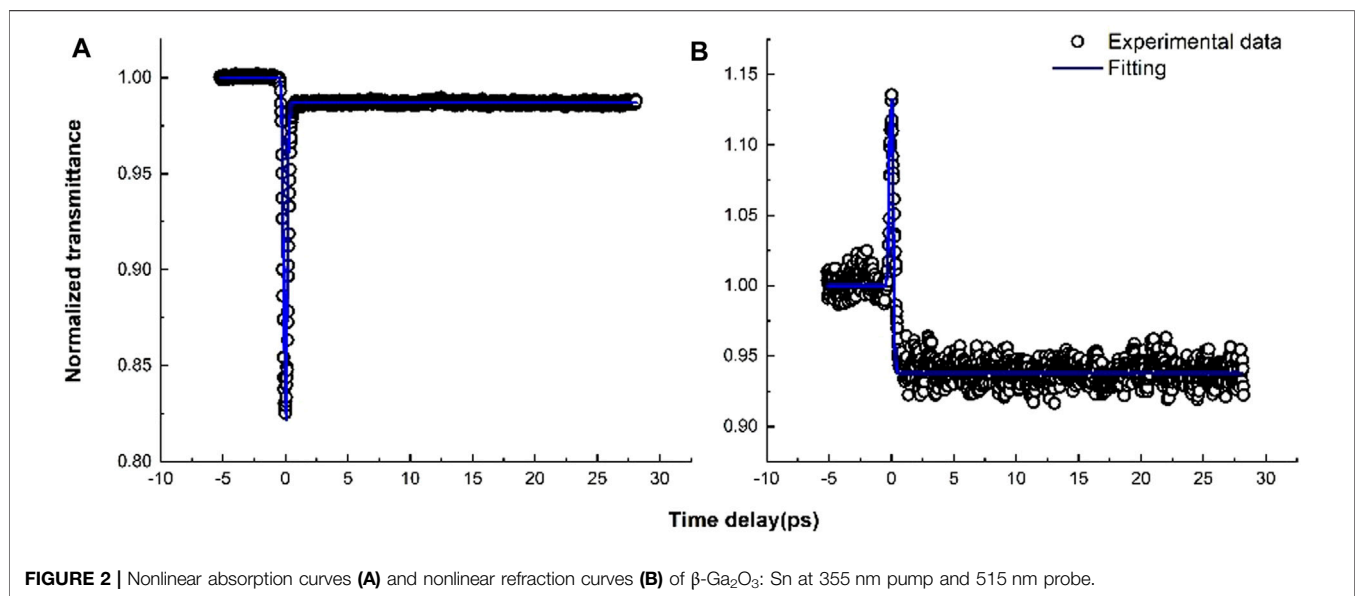 A
Normalized transmittance
1.00
0.95
0.90
0.85
0.80
-10 -5 0 5 10 15 20 25 30
B
Experimental data
Fitting
1.15
1.10
1.05
1.00
0.95
0.90
-10 -5 0 5 10 15 20 25 30
Time delay(ps)
FIGURE 2 | Nonlinear absorption curves (A) and nonlinear refraction curves (B) of β-Ga₂O₃: Sn at 355 nm pump and 515 nm probe.